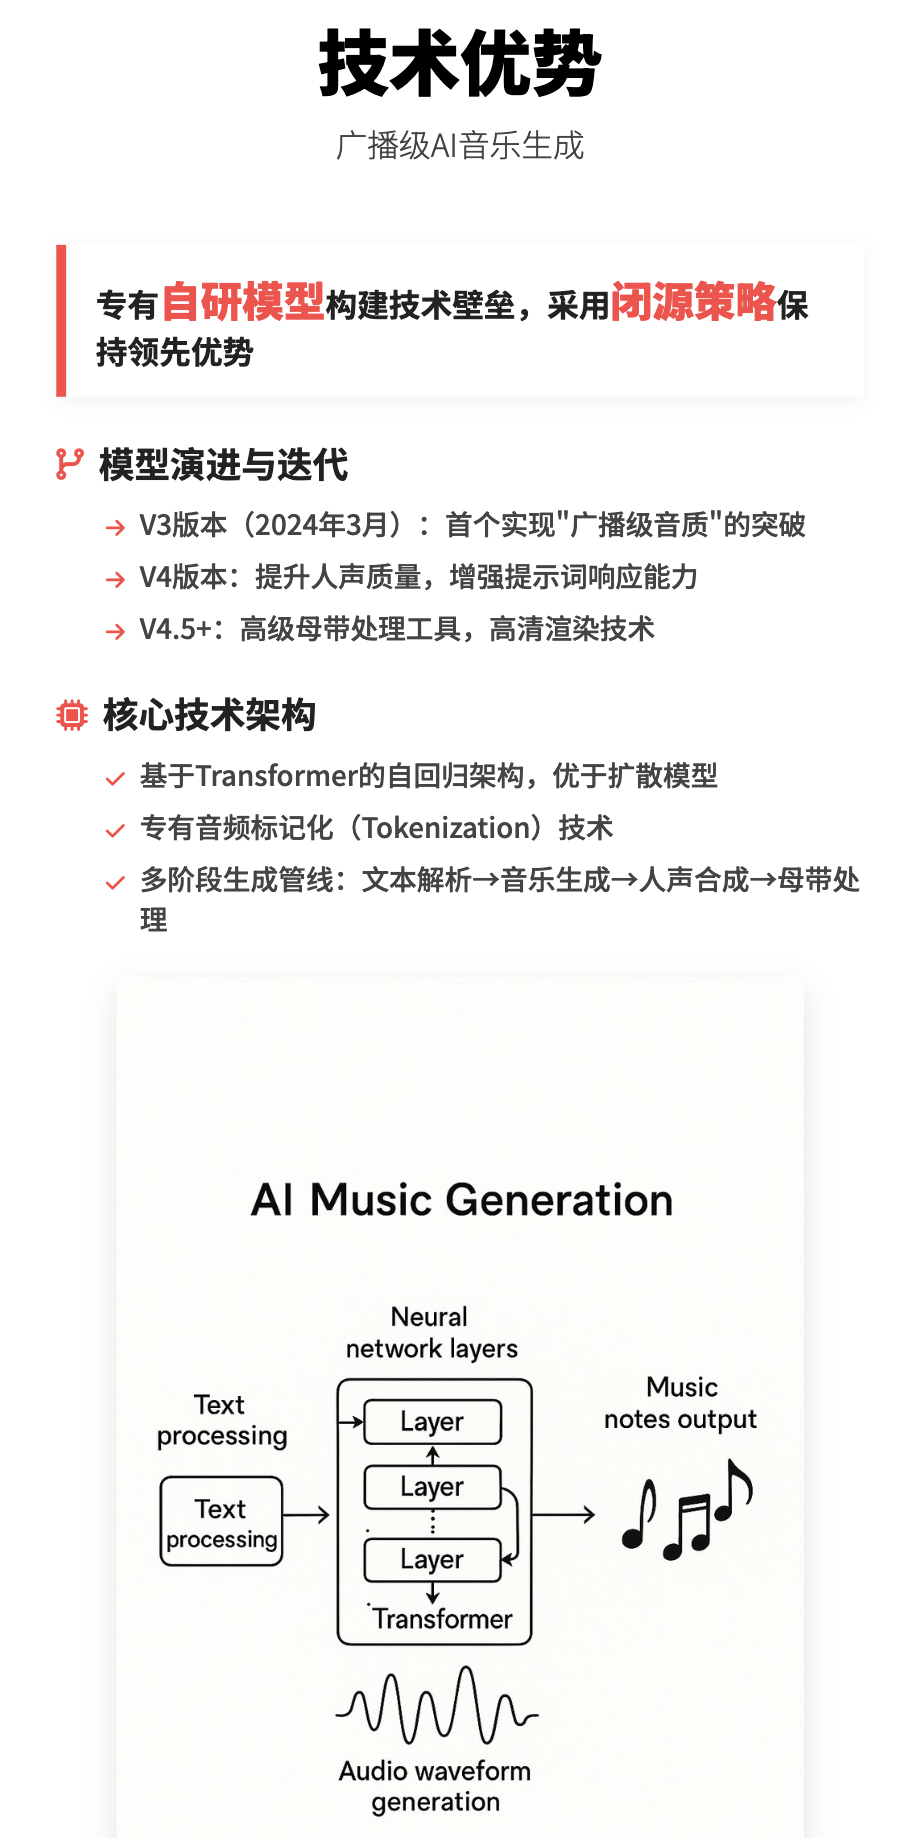 技术优势
广播级AI音乐生成
专有自研模型构建技术壁垒，采用闭源策略保
持领先优势
模型演进与迭代
→ V3版本（2024年3月）：首个实现"广播级音质"的突破
→ V4版本：提升人声质量，增强提示词响应能力
→ V4.5+：高级母带处理工具，高清渲染技术
核心技术架构
✓ 基于Transformer的自回归架构，优于扩散模型
✓ 专有音频标记化（Tokenization）技术
✓ 多阶段生成管线：文本解析→音乐生成→人声合成→母带处
理
AI Music Generation
Text
processing
Text
processing
Neural
network layers
Layer
Layer
Layer
Transformer
Music
notes output
Audio waveform
generation